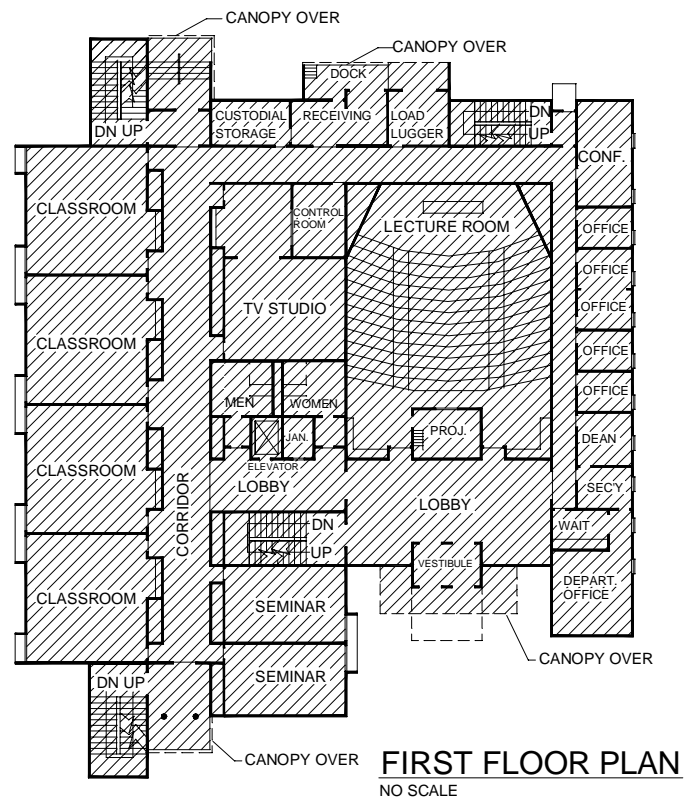 CANOPY OVER
CANOPY OVER
DOCK
DN UP
CUSTODIAL
STORAGE
RECEIVING
LOAD
LUGGER
DN
UP
CONF.
CLASSROOM
CONTROL
ROOM
LECTURE ROOM
OFFICE
OFFICE
TV STUDIO
OFFICE
CLASSROOM
OFFICE
OFFICE
MEN
WOMEN
PROJ.
JAN.
DEAN
CLASSROOM
ELEVATOR
LOBBY
CORRIDOR
LOBBY
SEC'Y
DN
UP
WAIT
VESTIBULE
CLASSROOM
SEMINAR
DEPART.
OFFICE
CANOPY OVER
DN UP
SEMINAR
CANOPY OVER
FIRST FLOOR PLAN
NO SCALE